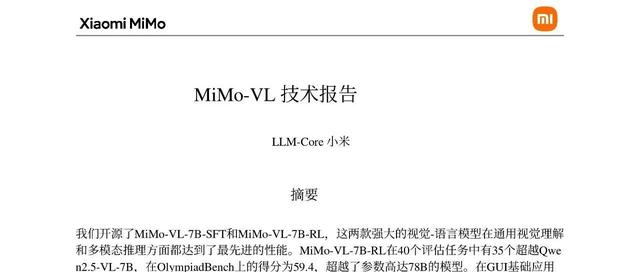 Xiaomi MiMo
MiMo-VL 技术报告
LLM-Core 小米
摘要
我们开源了MiMo-VL-7B-SFT和MiMo-VL-7B-RL，这两款强大的视觉-语言模型在通用视觉理解
和多模态推理方面都达到了最先进的性能。MiMo-VL-7B-RL在40个评估任务中有35个超越Qwe
n2.5-VL-7B，在OlympiadBench上的得分为59.4，超越了参数高达78B的模型。在GUI基础应用